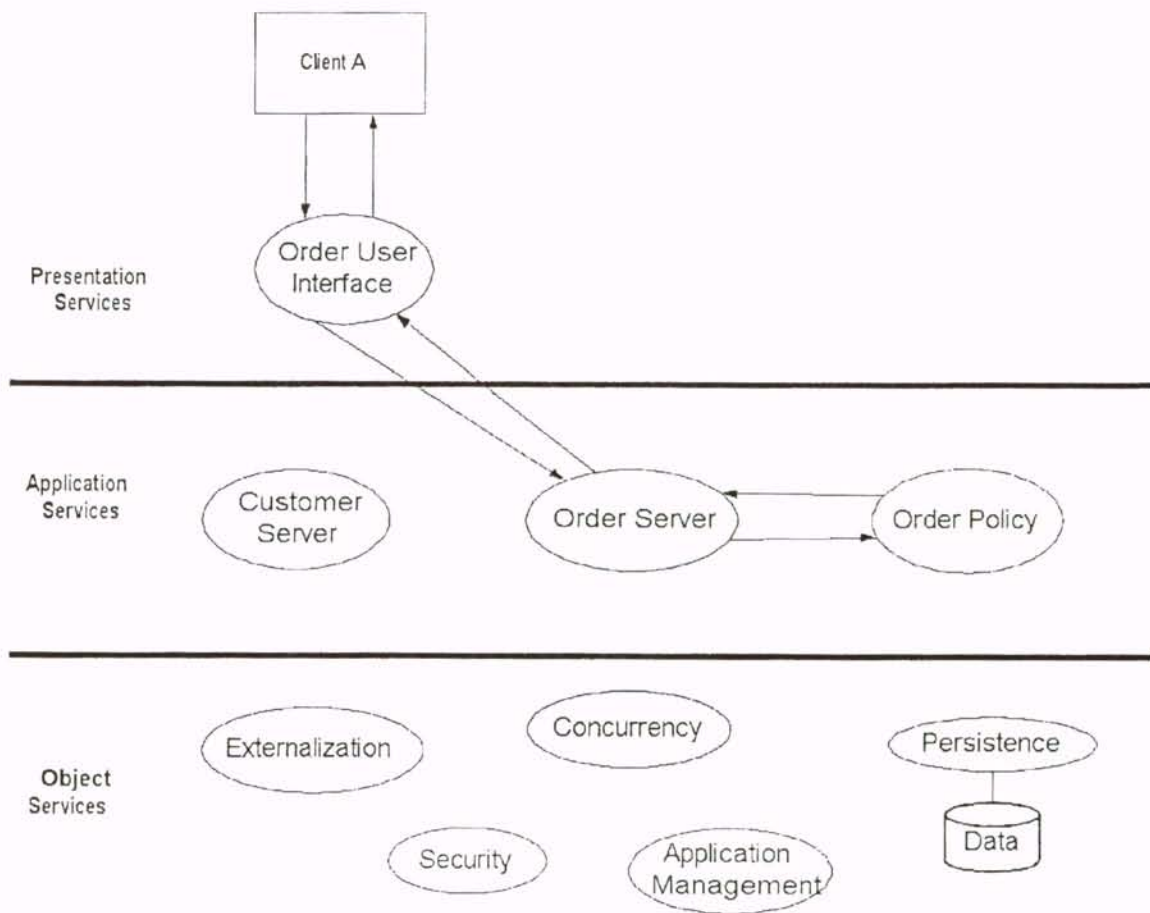 Client A
Order User
Interface
Presentation
Services
Application
Services
Customer
Server
Order Server
Order Policy
Externalization
Concurrency
Persistence
Object
Services
Data
Security
Application
Management